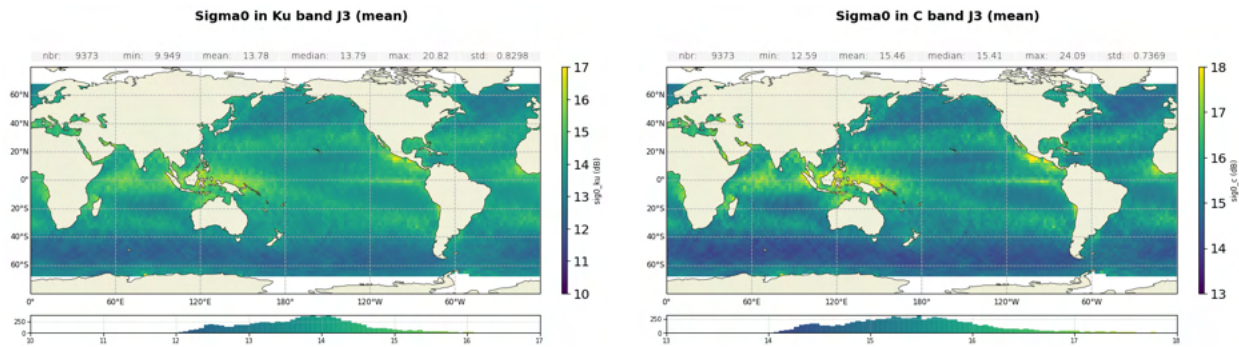 Sigma0 in Ku band J3 (mean)
nbr: 9373 min: 9.949 mean: 13.78 median: 13.79 max: 20.82 std: 0.8298
60°N
40°N
20°N
0°
20°S
40°S
60°S
0° 60°E 120°E 180° 120°W 60°W
17
16
15
14
13
12
11
10
sig0_ku (dB)
250
0
10 11 12 13 14 15 16 17
Sigma0 in C band J3 (mean)
nbr: 9373 min: 12.59 mean: 15.46 median: 15.41 max: 24.09 std: 0.7369
60°N
40°N
20°N
0°
20°S
40°S
60°S
0° 60°E 120°E 180° 120°W 60°W
18
17
16
15
14
13
sig0_c (dB)
250
0
13 14 15 16 17 18